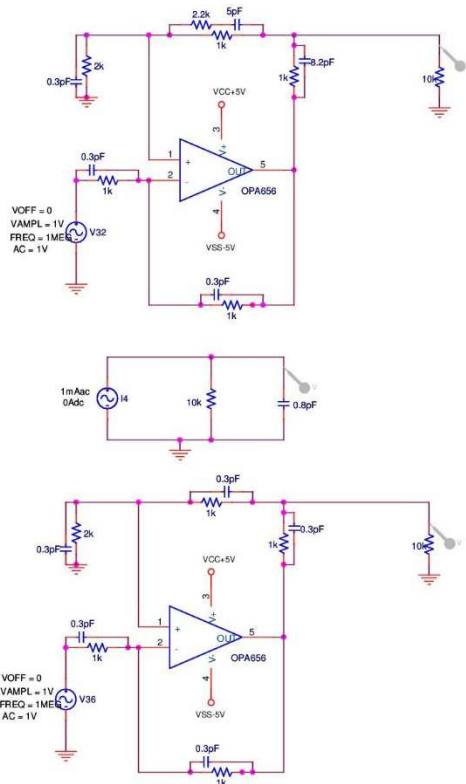 2.2k 5pF
1k
2k
0.3pF
8.2pF
1k
10k
VCC+5V
3
V+
0.3pF
1
+
OUT
5
2
-
1k
OPA656
V-
4
VOFF = 0
VAMPL = 1V
FREQ = 1MEG
AC = 1V
V32
VSS-5V
0.3pF
1k
1mAac
0Adc
I4
10k
0.8pF
V
0.3pF
1k
2k
0.3pF
0.3pF
1k
10k
V
VCC+5V
3
V+
0.3pF
1
+
OUT
5
2
-
1k
OPA656
V-
4
VOFF = 0
VAMPL = 1V
FREQ = 1MEG
AC = 1V
V36
VSS-5V
0.3pF
1k